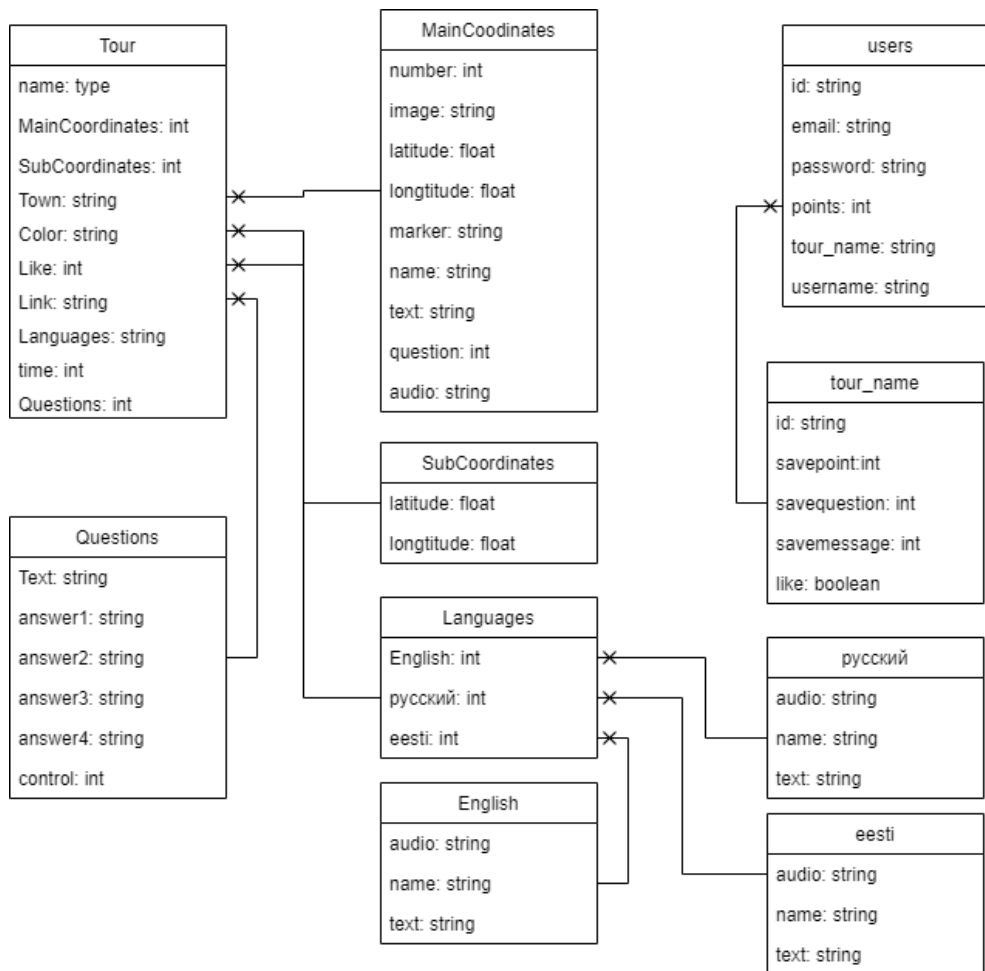 Tour
name: type
MainCoordinates: int
SubCoordinates: int
Town: string
Color: string
Like: int
Link: string
Languages: string
time: int
Questions: int
Questions
Text: string
answer1: string
answer2: string
answer3: string
answer4: string
control: int
MainCoodinates
number: int
image: string
latitude: float
longtitude: float
marker: string
name: string
text: string
question: int
audio: string
SubCoordinates
latitude: float
longtitude: float
Languages
English: int
русский: int
eesti: int
English
audio: string
name: string
text: string
users
id: string
email: string
password: string
points: int
tour_name: string
username: string
tour_name
id: string
savepoint:int
savequestion: int
savemessage: int
like: boolean
русский
audio: string
name: string
text: string
eesti
audio: string
name: string
text: string